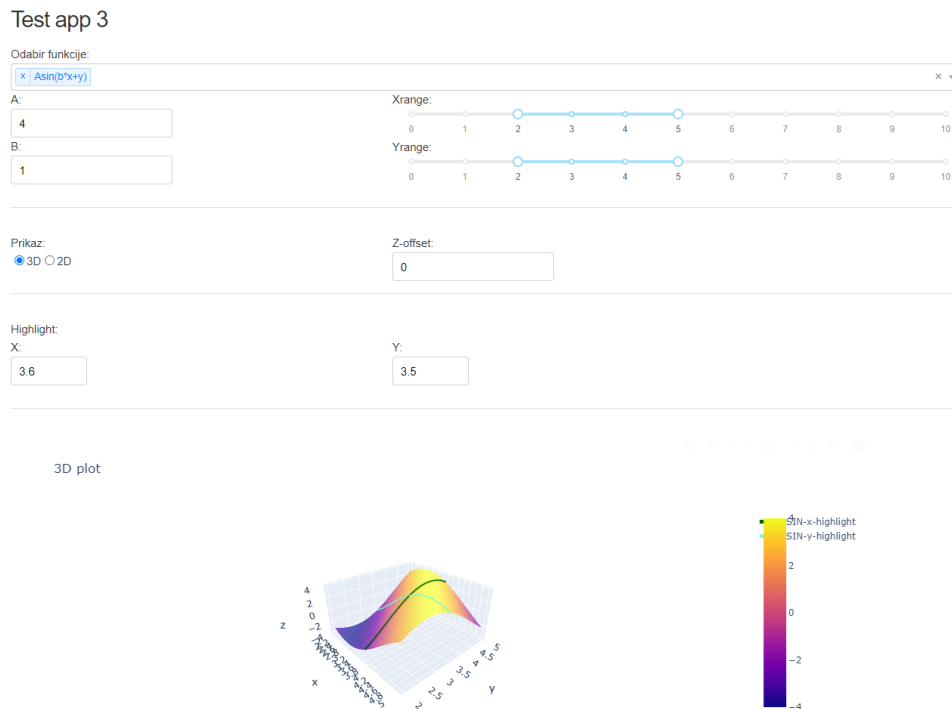 Test app 3
Odabir funkcije:
× Asin(b*x+y)
A:
4
B:
1
Xrange:
0 1 2 3 4 5 6 7 8 9 10
Yrange:
0 1 2 3 4 5 6 7 8 9 10
Prikaz:
3D 2D
Z-offset:
0
Highlight:
X:
3.6
Y:
3.5
3D plot
SIN-x-highlight
SIN-y-highlight
4
2
0
−2
−4
z
4
2
0
−2
x
y
2
2.5
3
3.5
4
4.5
5